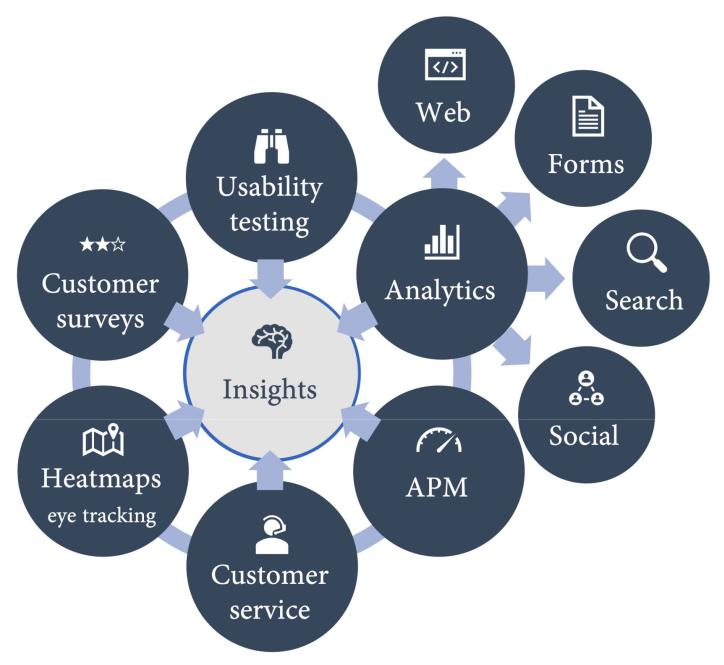 Web
Forms
Usability
testing
Customer
surveys
Analytics
Search
Insights
Social
Heatmaps
eye tracking
APM
Customer
service